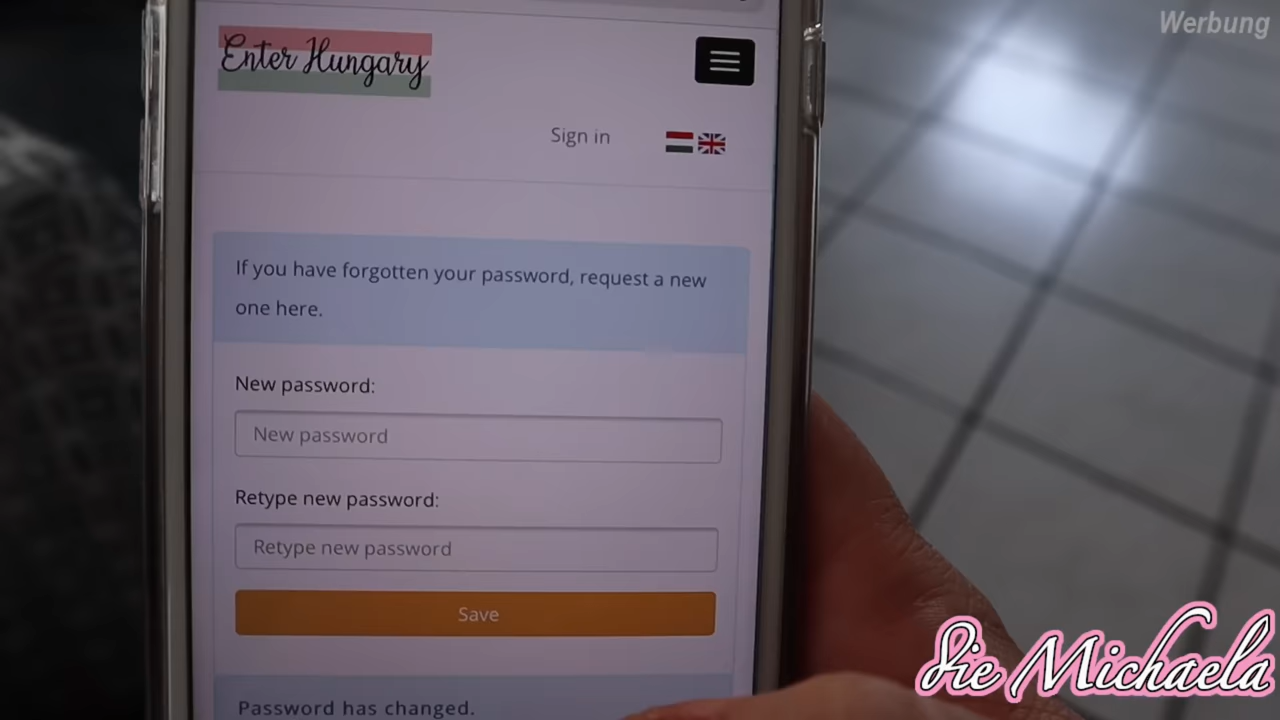 Werbung
Enter Hungary
Sign in
If you have forgotten your password, request a new
one here.
New password:
New password
Retype new password:
Retype new password
Save
Password has changed.
die Michaela